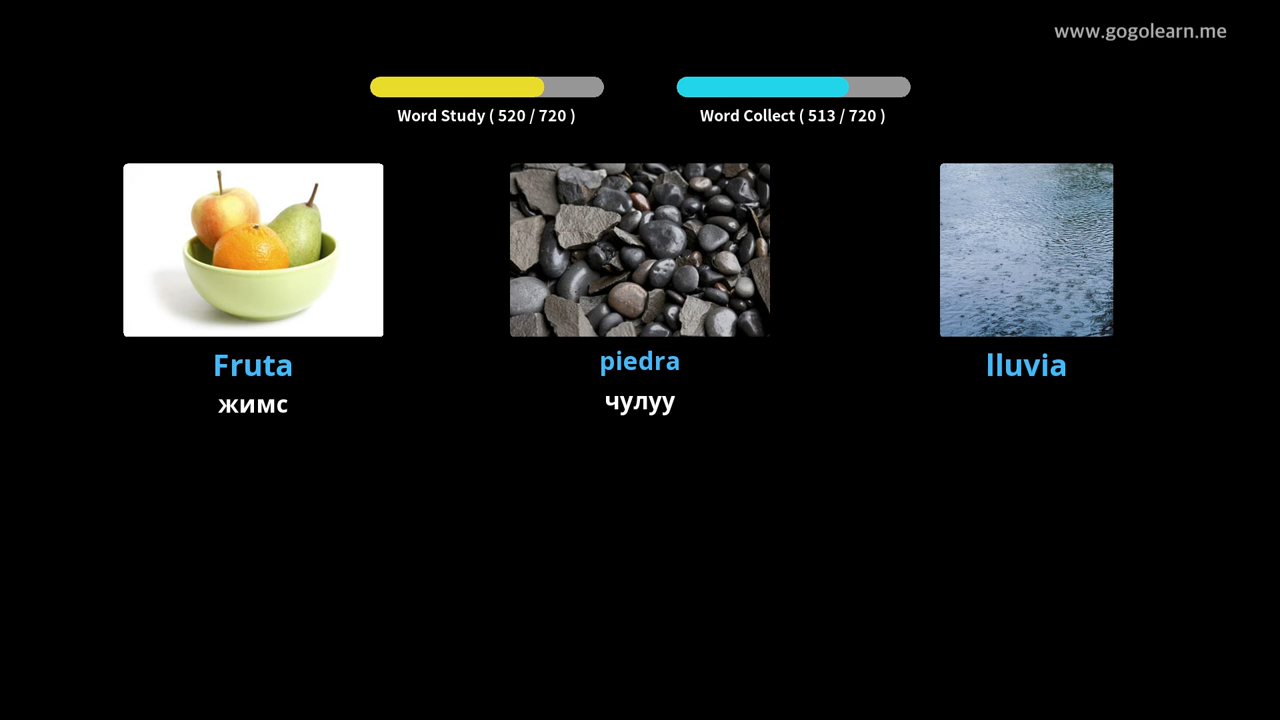 www.gogolearn.me
Word Study ( 520 / 720 )
Word Collect ( 513 / 720 )
Fruta
жимс
piedra
чулуу
lluvia